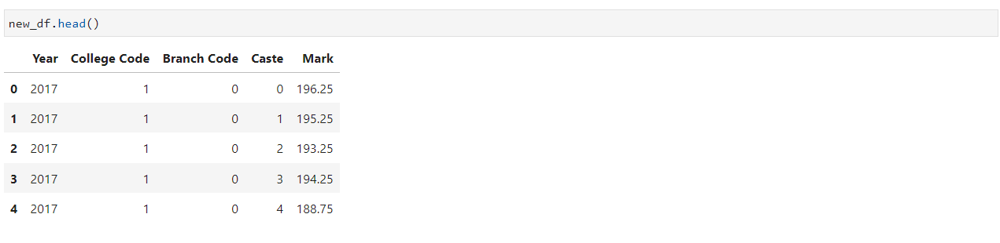 new_df.head()
Year College Code Branch Code Caste Mark
0 2017 1 0 0 196.25
1 2017 1 0 1 195.25
2 2017 1 0 2 193.25
3 2017 1 0 3 194.25
4 2017 1 0 4 188.75